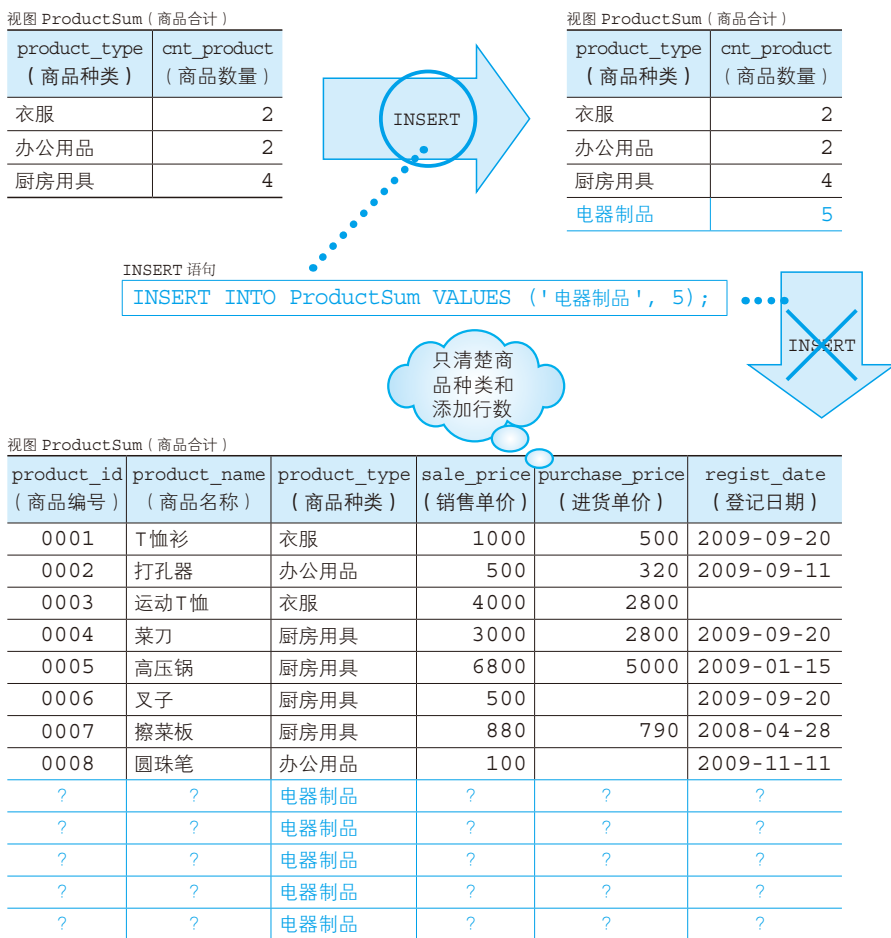 视图 ProductSum（商品合计）
product_type cnt_product
（商品种类） （商品数量）
衣服 2
办公用品 2
厨房用具 4
INSERT
视图 ProductSum（商品合计）
product_type cnt_product
（商品种类） （商品数量）
衣服 2
办公用品 2
厨房用具 4
电器制品 5
INSERT 语句
INSERT INTO ProductSum VALUES ('电器制品', 5);
INSERT
只清楚商
品种类和
添加行数
视图 ProductSum（商品合计）
product_id product_name product_type sale_price purchase_price regist_date
（商品编号） （商品名称） （商品种类） （销售单价） （进货单价） （登记日期）
0001 T恤衫 衣服 1000 500 2009-09-20
0002 打孔器 办公用品 500 320 2009-09-11
0003 运动T恤 衣服 4000 2800
0004 菜刀 厨房用具 3000 2800 2009-09-20
0005 高压锅 厨房用具 6800 5000 2009-01-15
0006 叉子 厨房用具 500 2009-09-20
0007 擦菜板 厨房用具 880 790 2008-04-28
0008 圆珠笔 办公用品 100 2009-11-11
? ? 电器制品 ? ? ?
? ? 电器制品 ? ? ?
? ? 电器制品 ? ? ?
? ? 电器制品 ? ? ?
? ? 电器制品 ? ? ?